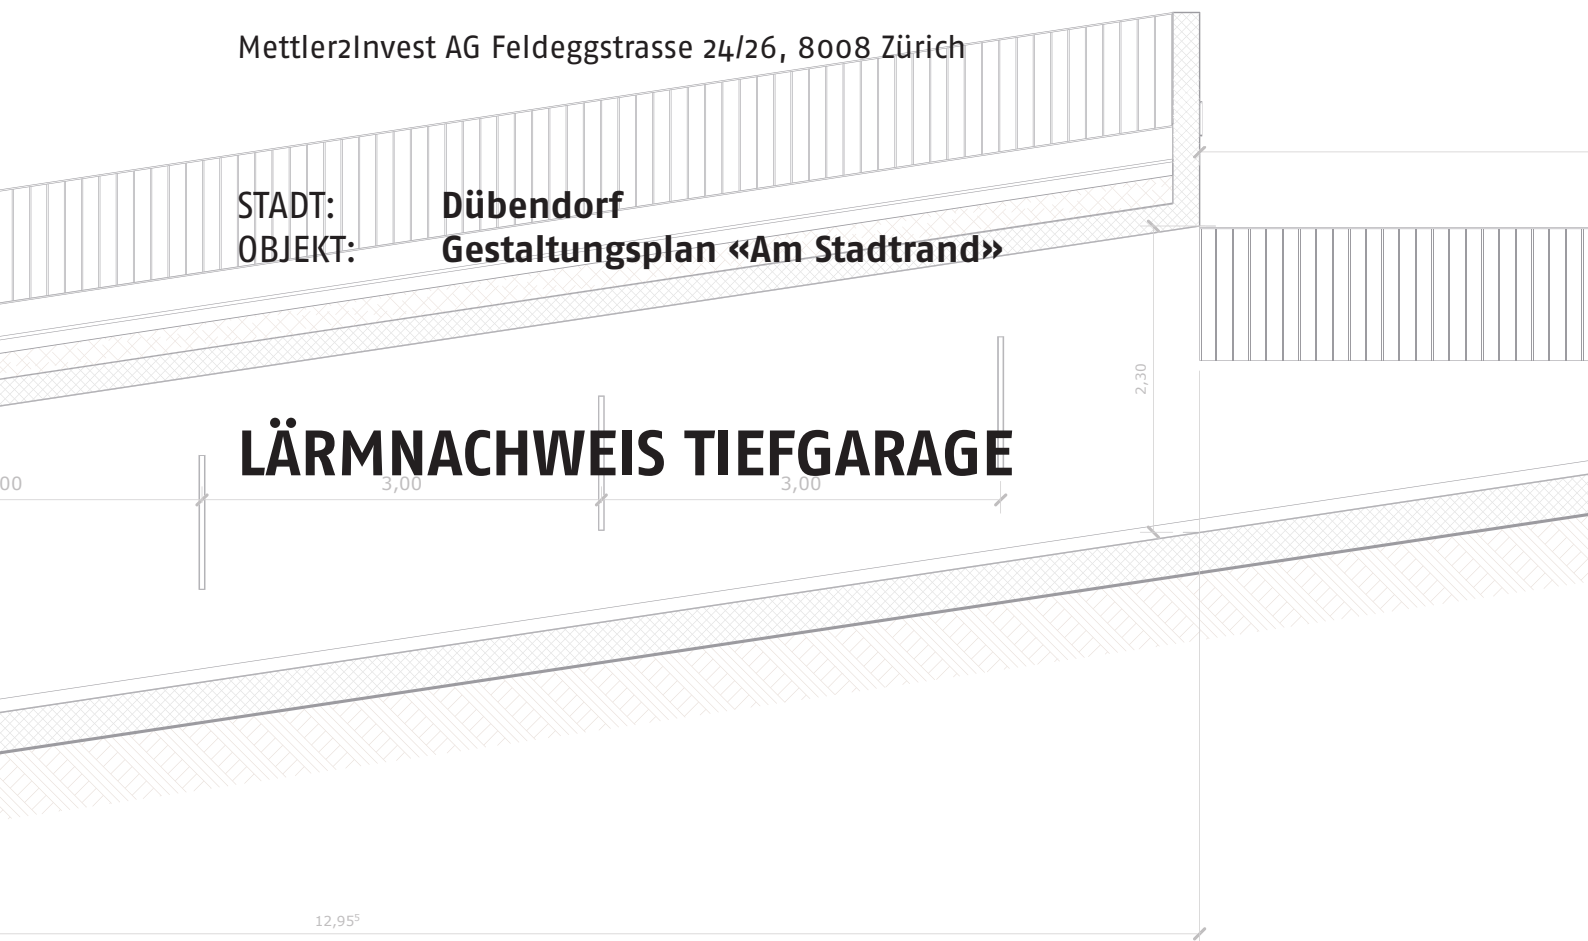 Mettler2Invest AG Feldeggstrasse 24/26, 8008 Zürich
STADT: Dübendorf
OBJEKT: Gestaltungsplan «Am Stadtrand»
2,30
LÄRMNACHWEIS TIEFGARAGE
00 3,00 3,00
12,95⁵